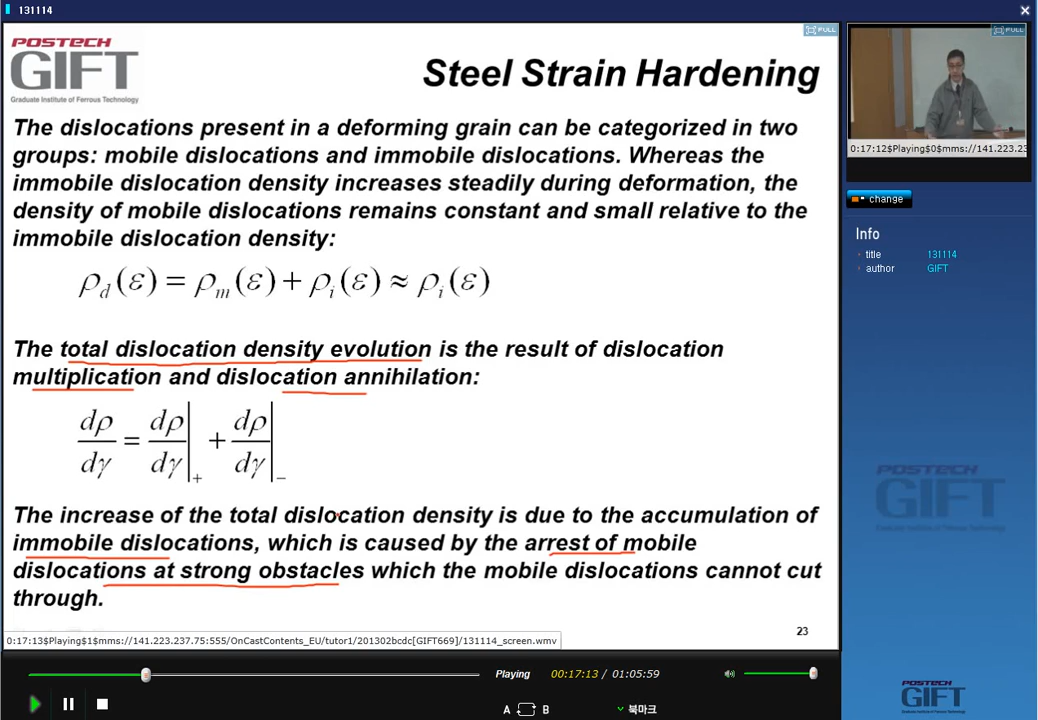 131114
FULL
POSTECH
GIFT
Graduate Institute of Ferrous Technology
Steel Strain Hardening
The dislocations present in a deforming grain can be categorized in two
groups: mobile dislocations and immobile dislocations. Whereas the
immobile dislocation density increases steadily during deformation, the
density of mobile dislocations remains constant and small relative to the
immobile dislocation density:
ρd(ε) = ρm(ε) + ρi(ε) ≈ ρi(ε)
The total dislocation density evolution is the result of dislocation
multiplication and dislocation annihilation:
dρ/dγ = dρ/dγ|+ + dρ/dγ|−
The increase of the total dislocation density is due to the accumulation of
immobile dislocations, which is caused by the arrest of mobile
dislocations at strong obstacles which the mobile dislocations cannot cut
through.
23
0:17:13$Playing$1$mms://141.223.237.75:555/OnCastContents_EU/tutor1/201302bcdc[GIFT669]/131114_screen.wmv
Playing
00:17:13 / 01:05:59
A B
북마크
FULL
0:17:12$Playing$0$mms://141.223.23
change
Info
title 131114
author GIFT
POSTECH
GIFT
POSTECH
GIFT